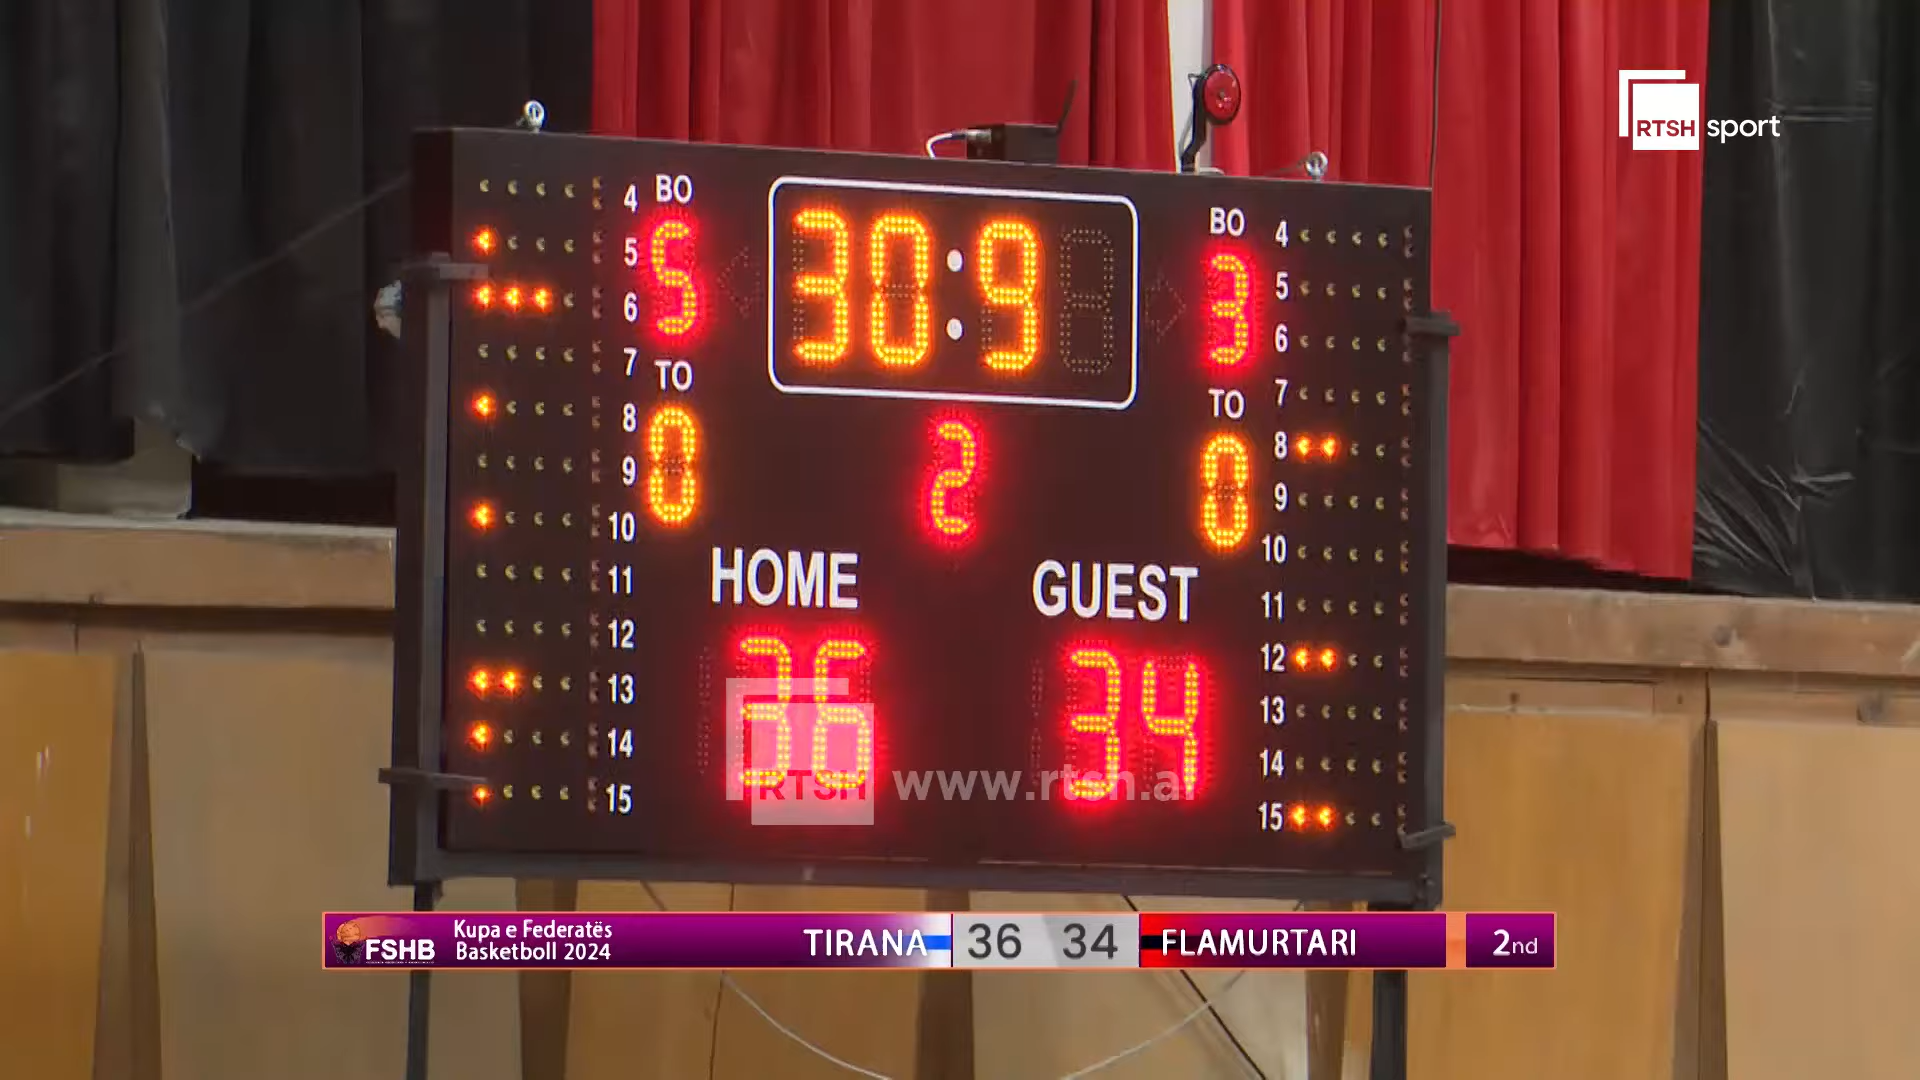 RTSH sport
BO
30:9
BO
5
3
TO
TO
0
2
0
4
5
6
7
8
9
10
11
12
13
14
15
4
5
6
7
8
9
10
11
12
13
14
15
HOME
GUEST
36
34
RTSH www.rtsh.al
FSHB
Kupa e Federatës
Basketboll 2024
TIRANA 36 34 FLAMURTARI 2nd